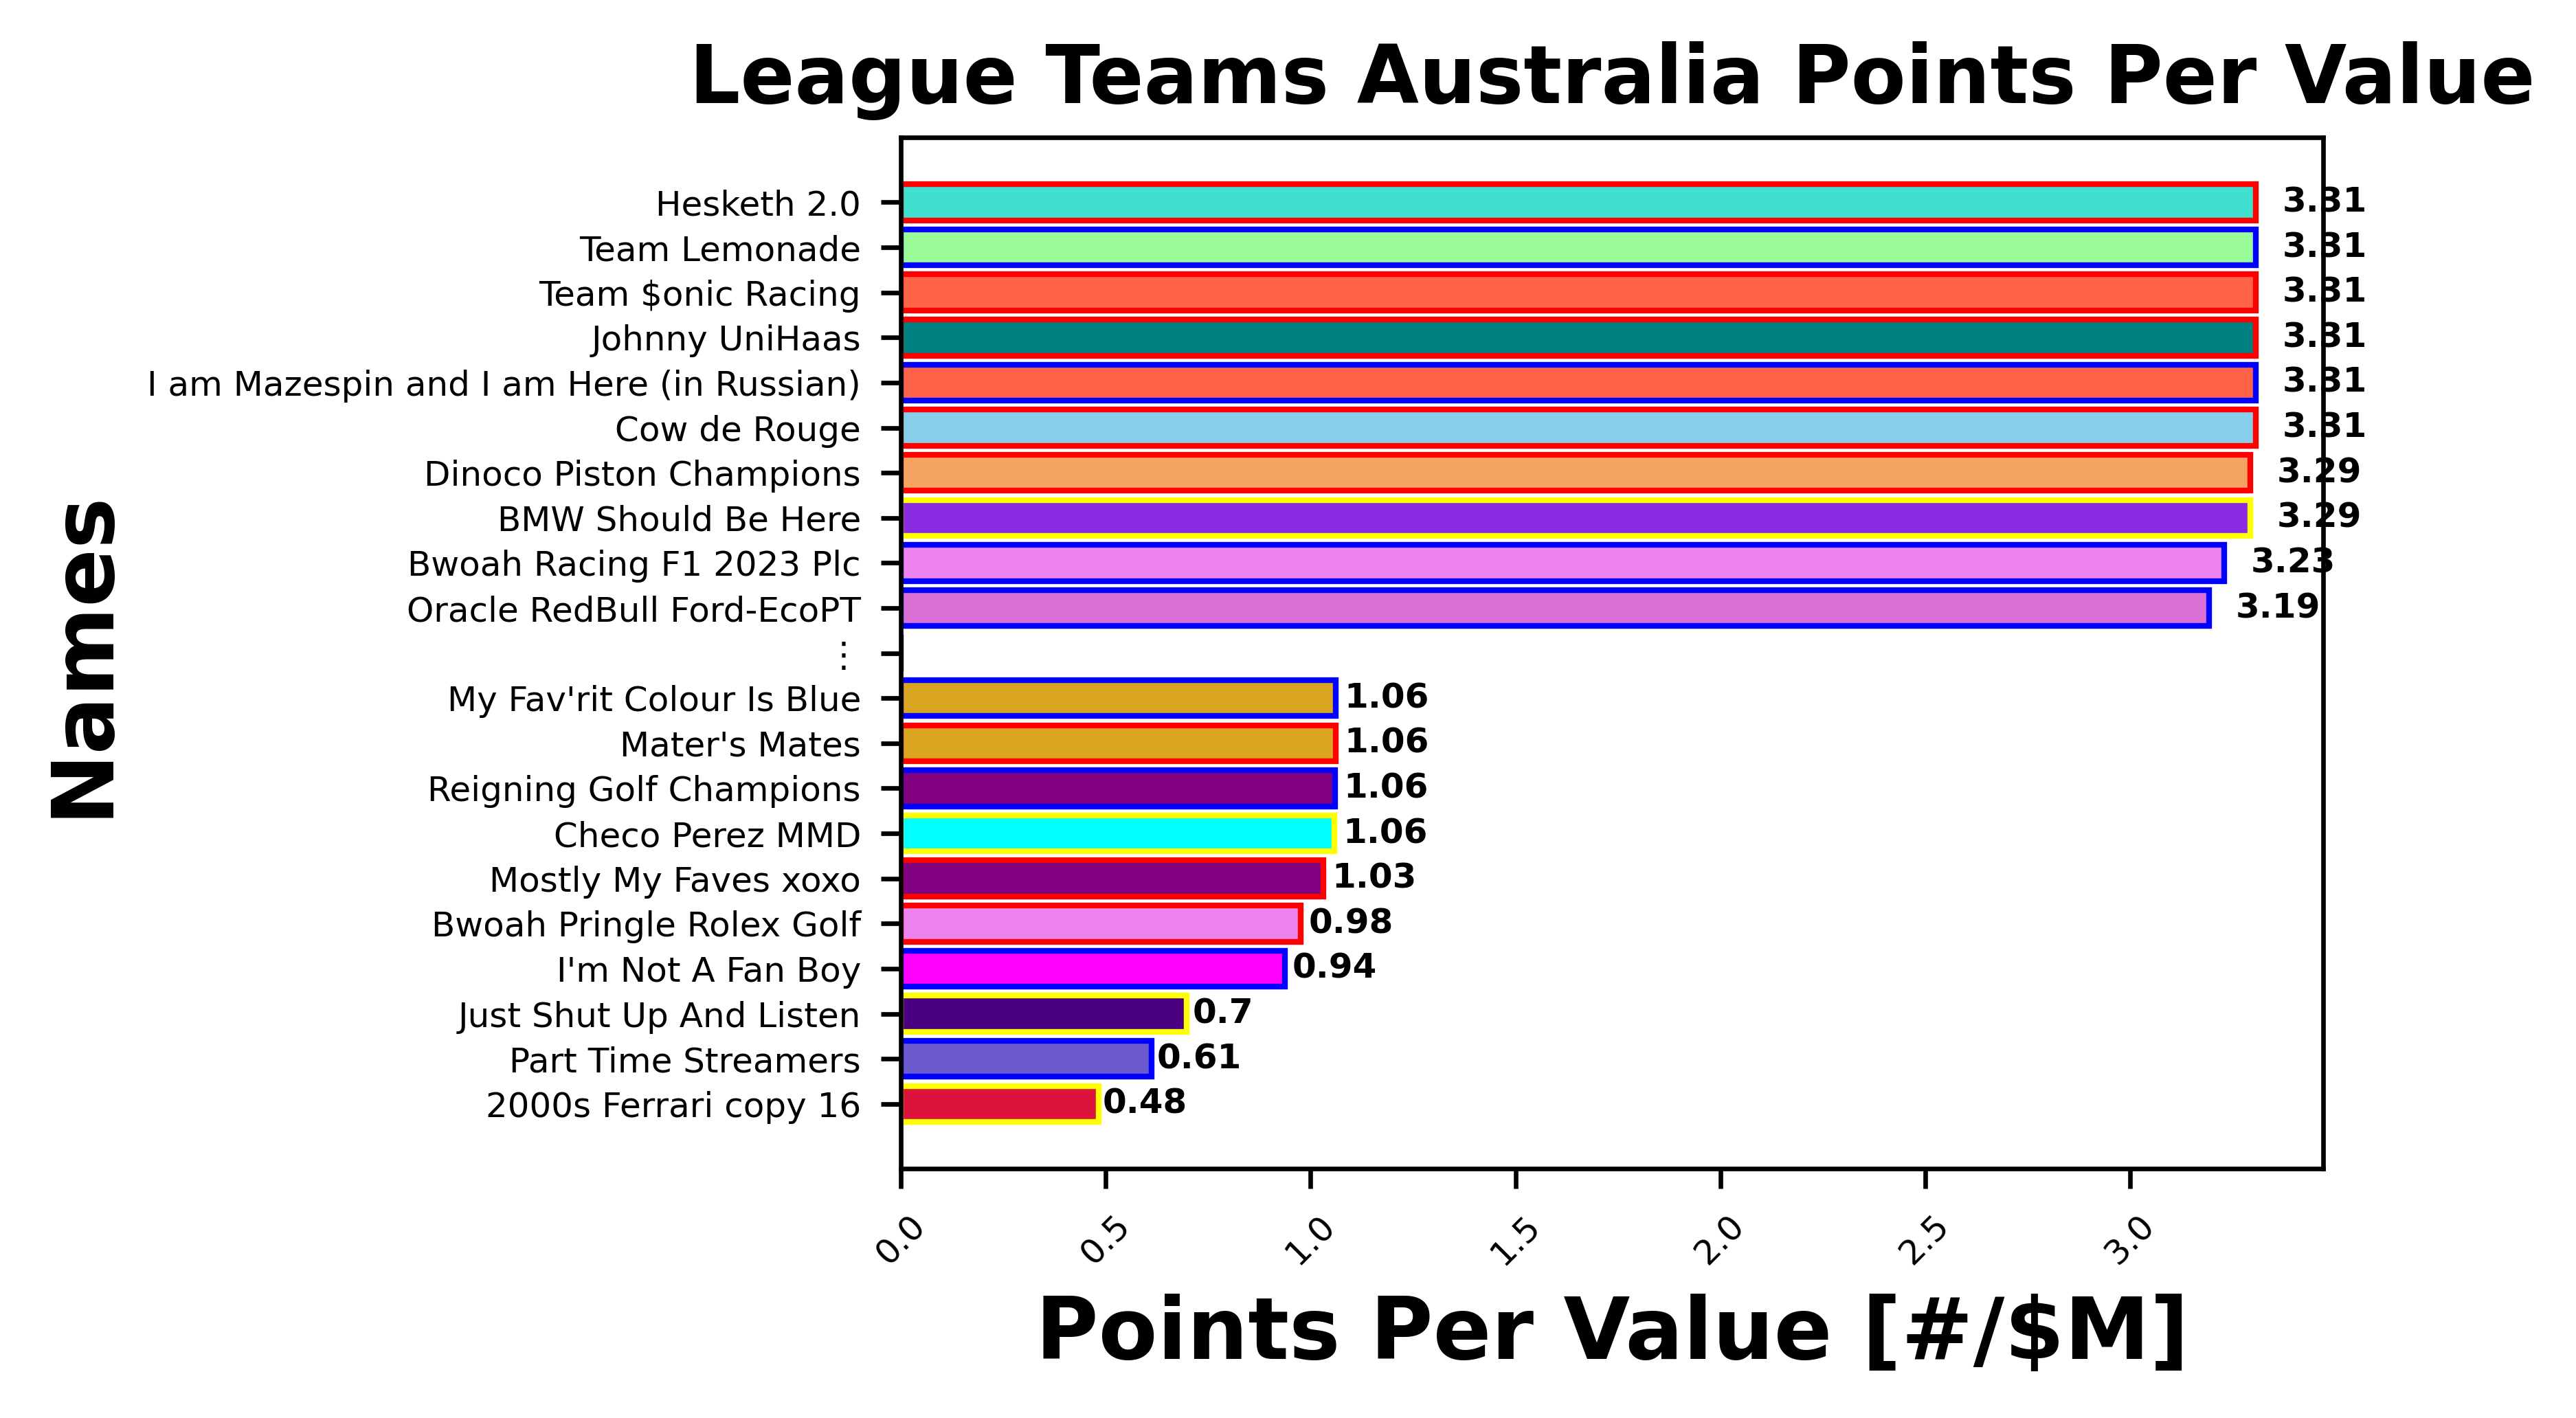 League Teams Australia Points Per Value
Names
Hesketh 2.0 3.31
Team Lemonade 3.31
Team $onic Racing 3.31
Johnny UniHaas 3.31
I am Mazespin and I am Here (in Russian) 3.31
Cow de Rouge 3.31
Dinoco Piston Champions 3.29
BMW Should Be Here 3.29
Bwoah Racing F1 2023 Plc 3.23
Oracle RedBull Ford-EcoPT 3.19
⋮
My Fav'rit Colour Is Blue 1.06
Mater's Mates 1.06
Reigning Golf Champions 1.06
Checo Perez MMD 1.06
Mostly My Faves xoxo 1.03
Bwoah Pringle Rolex Golf 0.98
I'm Not A Fan Boy 0.94
Just Shut Up And Listen 0.7
Part Time Streamers 0.61
2000s Ferrari copy 16 0.48
0.0 0.5 1.0 1.5 2.0 2.5 3.0
Points Per Value [#/$M]